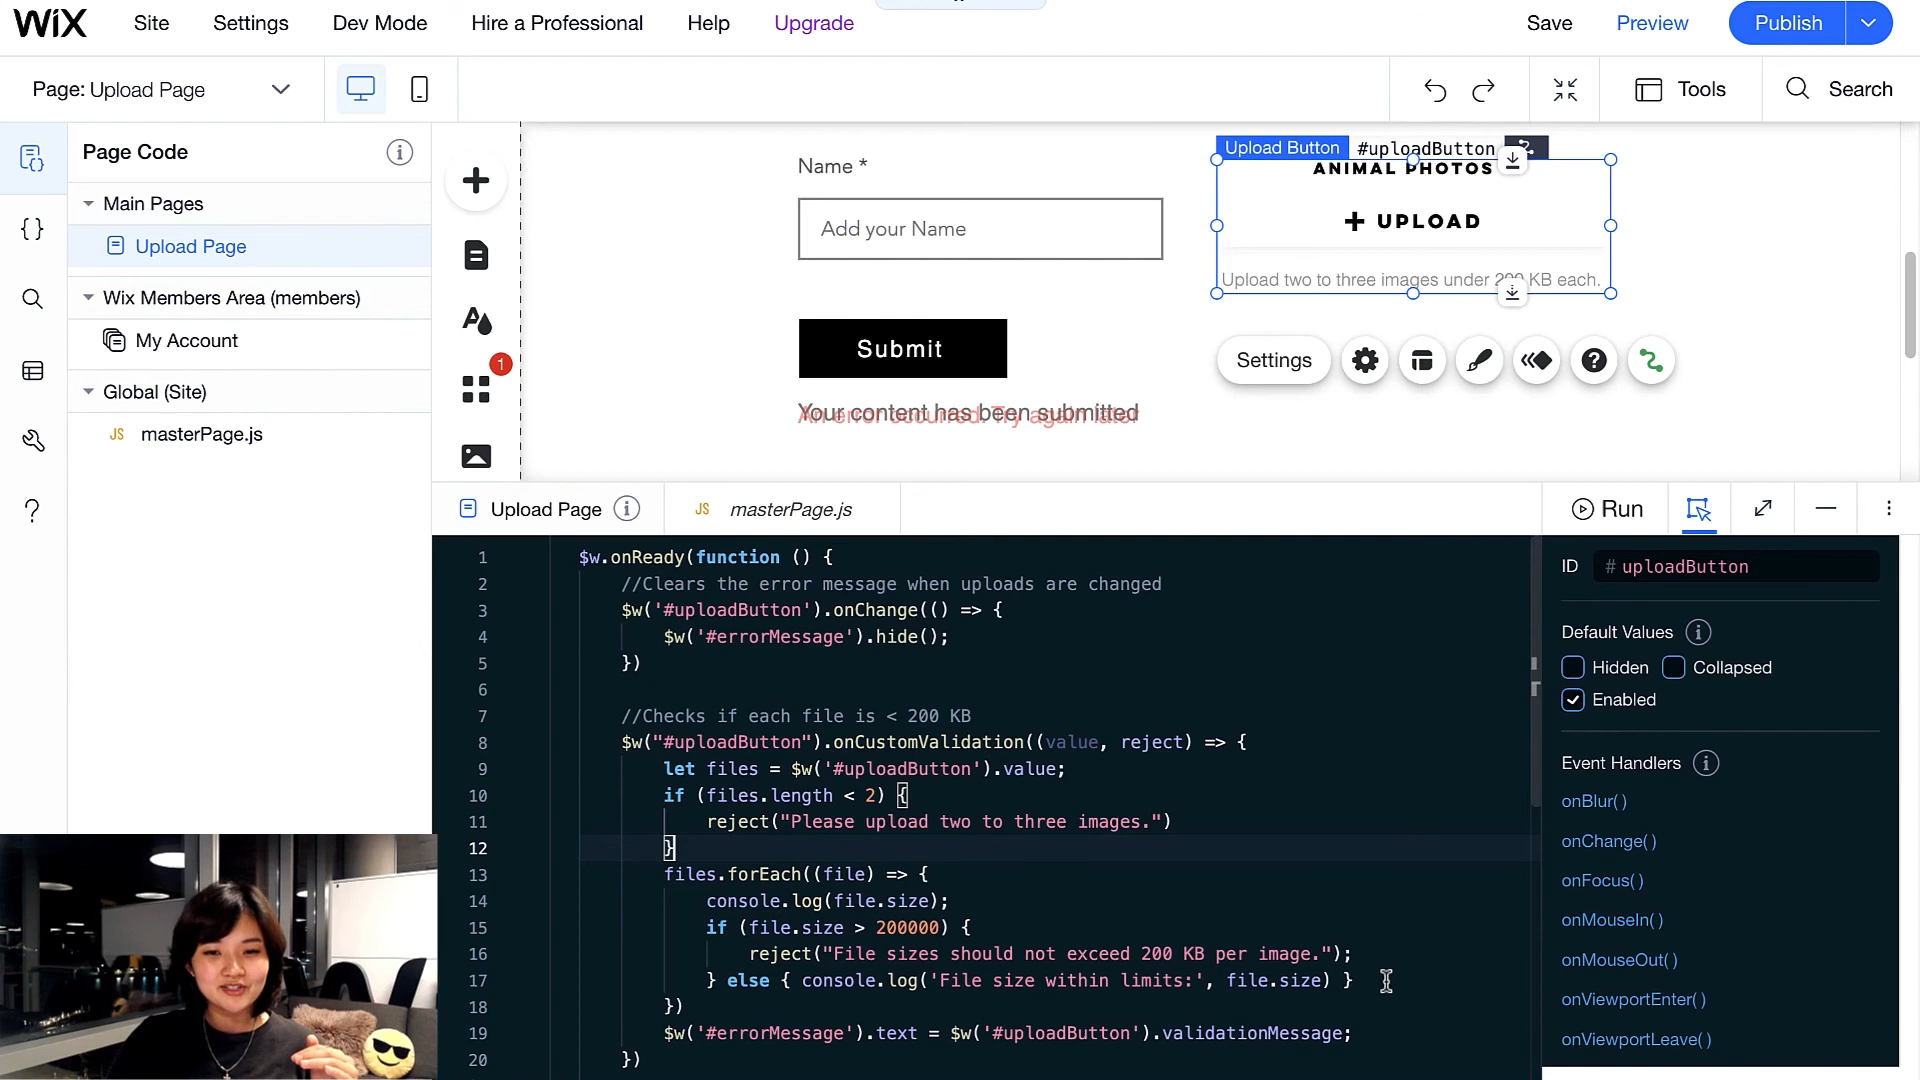 WiX
Site
Settings
Dev Mode
Hire a Professional
Help
Upgrade
Save
Preview
Publish
Page: Upload Page
Tools
Search
Page Code
Main Pages
Upload Page
Wix Members Area (members)
My Account
Global (Site)
JS masterPage.js
1
Name *
Add your Name
Submit
Your content has been submitted
An error occurred. Try again later
Upload Button #uploadButton
ANIMAL PHOTOS
+ UPLOAD
Upload two to three images under 200 KB each.
Settings
Upload Page
JS masterPage.js
Run
1 $w.onReady(function () {
2 //Clears the error message when uploads are changed
3 $w('#uploadButton').onChange(() => {
4 $w('#errorMessage').hide();
5 })
6
7 //Checks if each file is < 200 KB
8 $w("#uploadButton").onCustomValidation((value, reject) => {
9 let files = $w('#uploadButton').value;
10 if (files.length < 2) {
11 reject("Please upload two to three images.")
12 }
13 files.forEach((file) => {
14 console.log(file.size);
15 if (file.size > 200000) {
16 reject("File sizes should not exceed 200 KB per image.");
17 } else { console.log('File size within limits:', file.size) }
18 })
19 $w('#errorMessage').text = $w('#uploadButton').validationMessage;
20 })
ID # uploadButton
Default Values
Hidden
Collapsed
Enabled
Event Handlers
onBlur()
onChange()
onFocus()
onMouseIn()
onMouseOut()
onViewportEnter()
onViewportLeave()